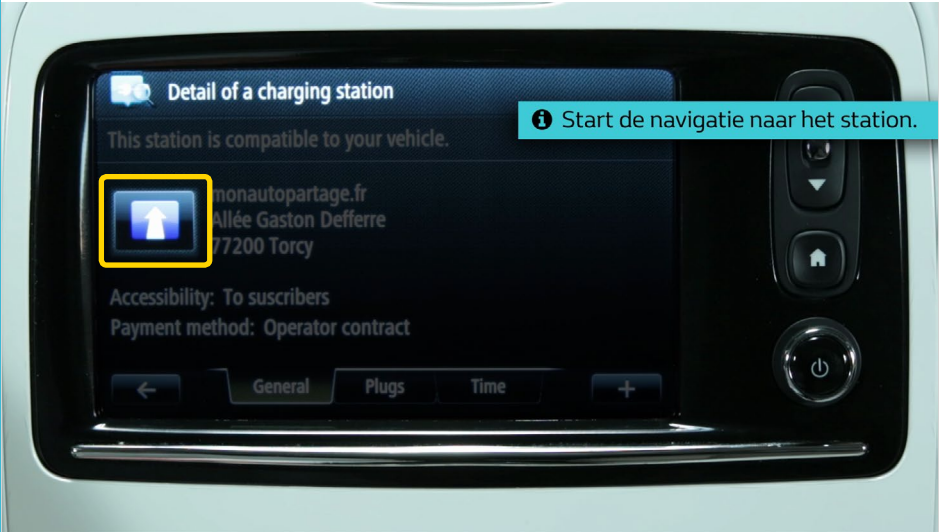 Detail of a charging station
Start de navigatie naar het station.
This station is compatible to your vehicle.
monautopartage.fr
Allée Gaston Defferre
77200 Torcy
Accessibility: To suscribers
Payment method: Operator contract
General Plugs Time